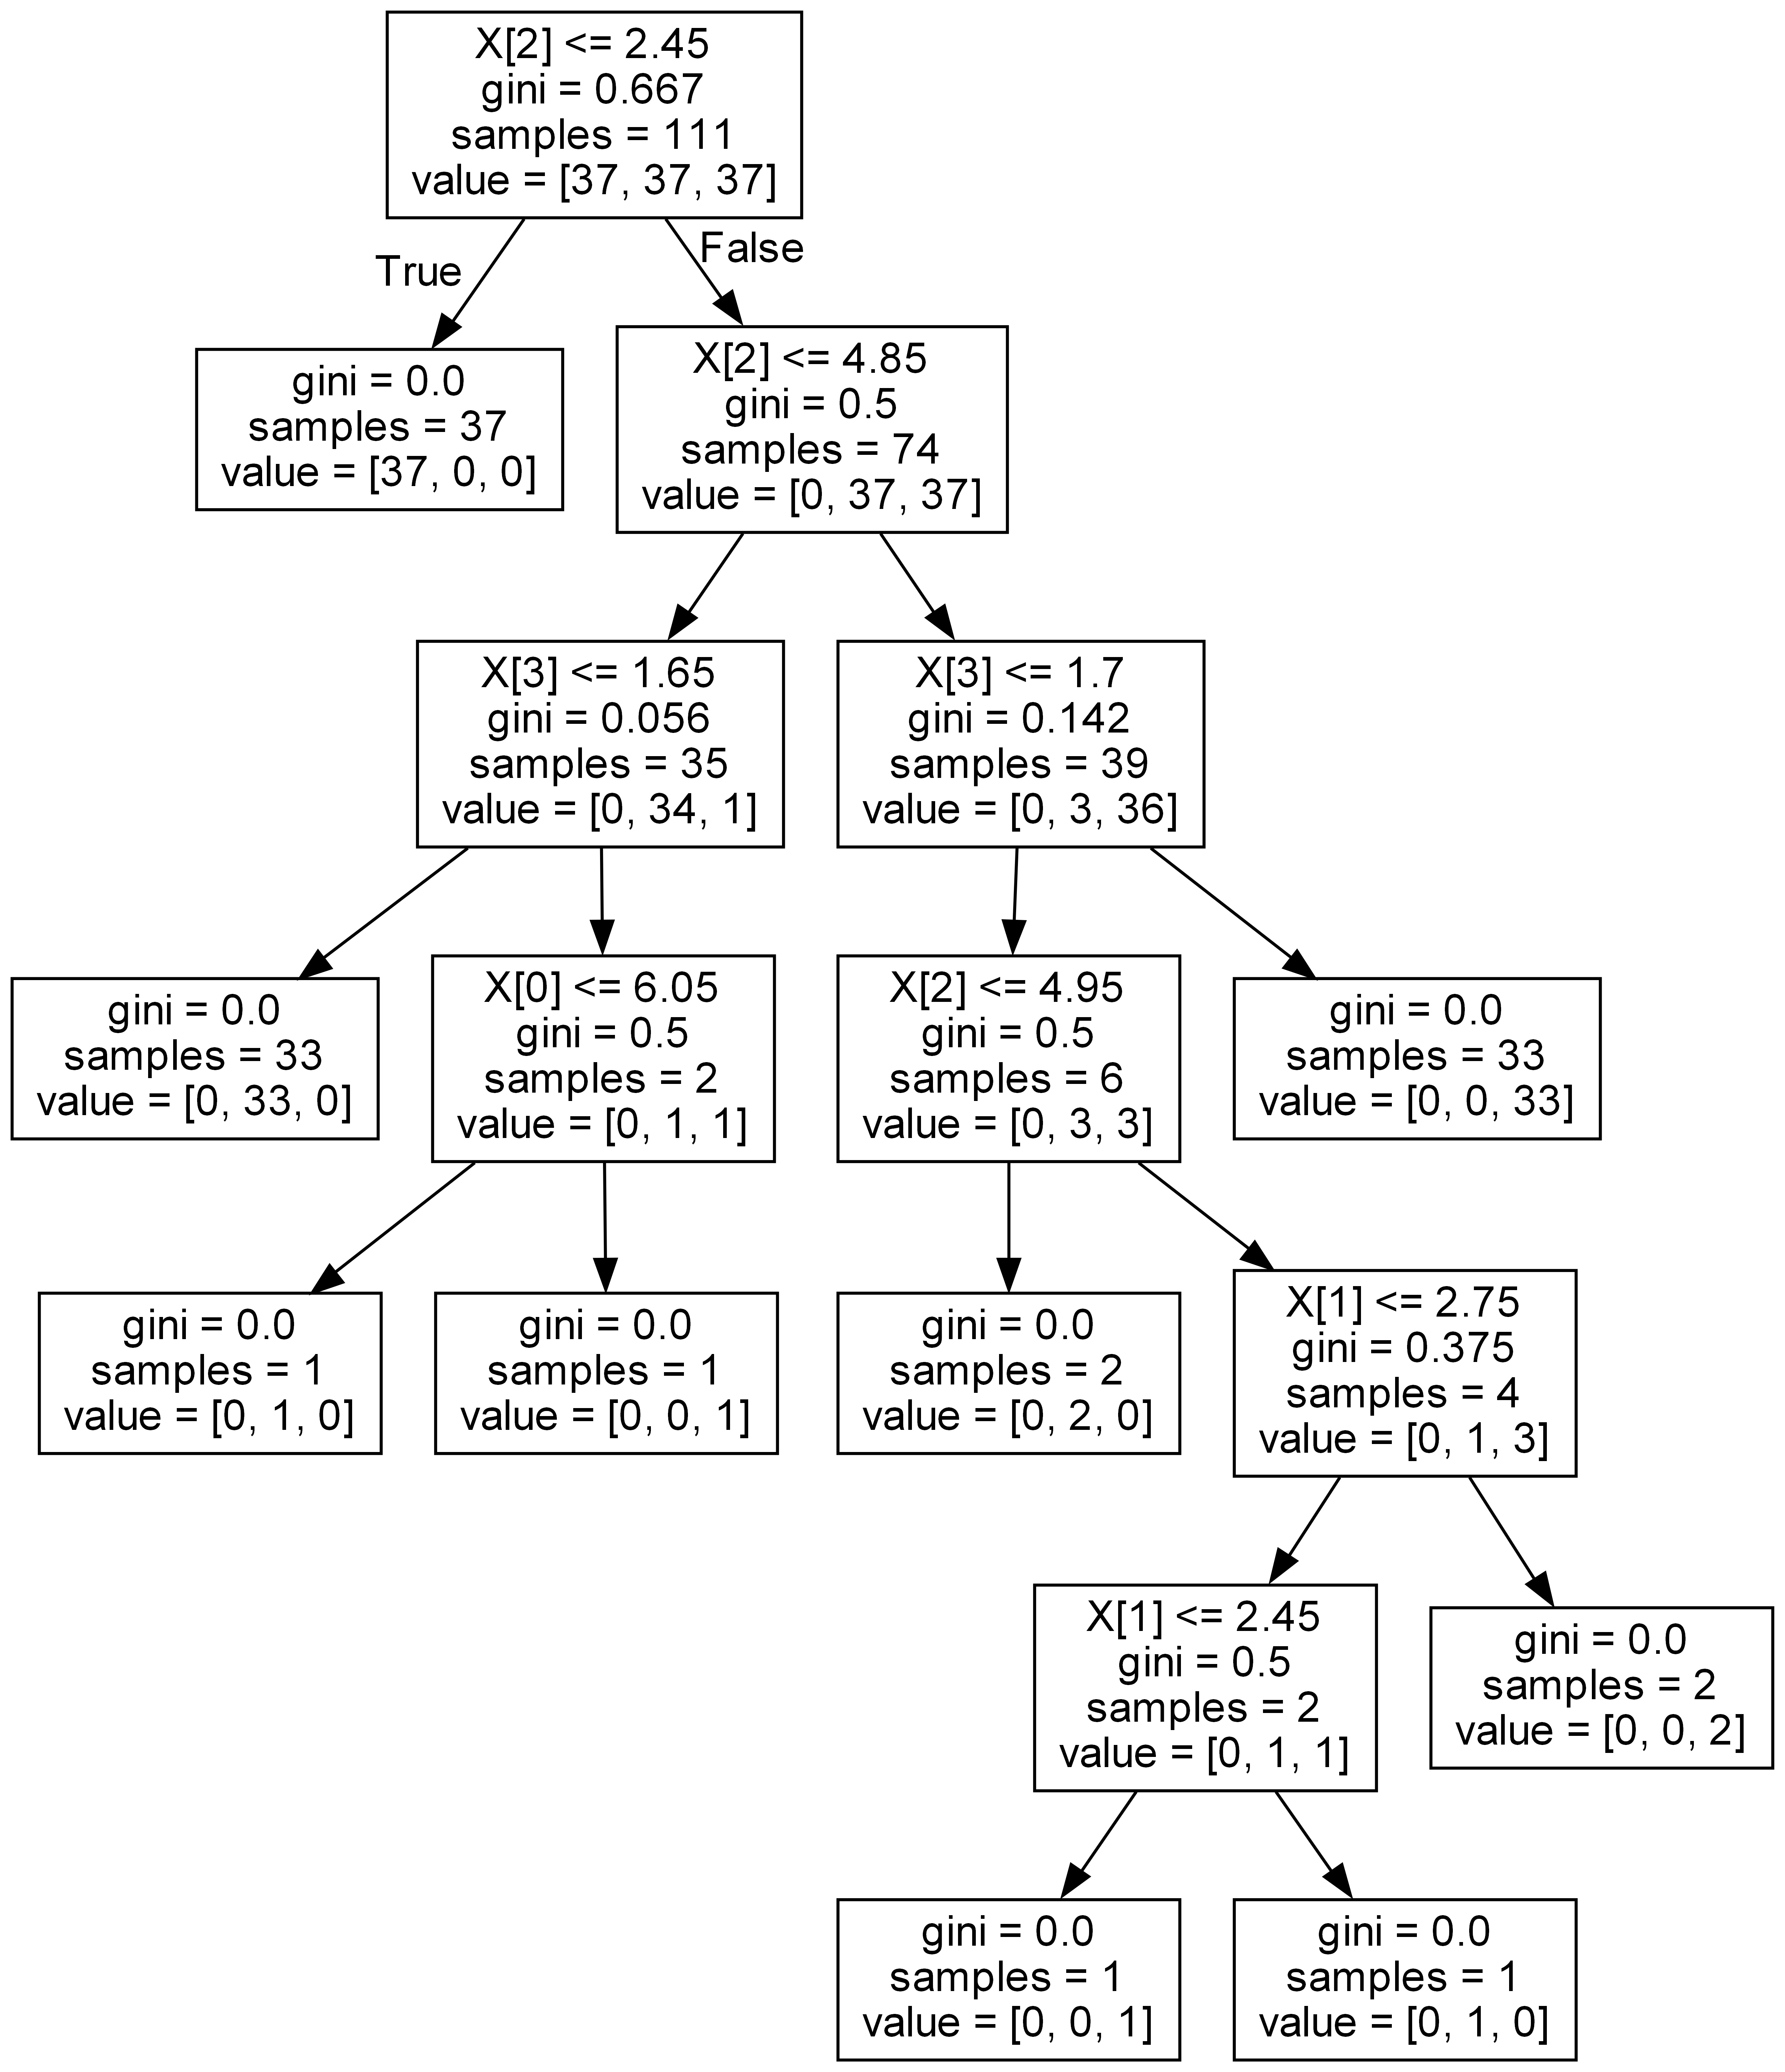 X[2] <= 2.45
gini = 0.667
samples = 111
value = [37, 37, 37]
True
False
gini = 0.0
samples = 37
value = [37, 0, 0]
X[2] <= 4.85
gini = 0.5
samples = 74
value = [0, 37, 37]
X[3] <= 1.65
gini = 0.056
samples = 35
value = [0, 34, 1]
X[3] <= 1.7
gini = 0.142
samples = 39
value = [0, 3, 36]
gini = 0.0
samples = 33
value = [0, 33, 0]
X[0] <= 6.05
gini = 0.5
samples = 2
value = [0, 1, 1]
X[2] <= 4.95
gini = 0.5
samples = 6
value = [0, 3, 3]
gini = 0.0
samples = 33
value = [0, 0, 33]
gini = 0.0
samples = 1
value = [0, 1, 0]
gini = 0.0
samples = 1
value = [0, 0, 1]
gini = 0.0
samples = 2
value = [0, 2, 0]
X[1] <= 2.75
gini = 0.375
samples = 4
value = [0, 1, 3]
X[1] <= 2.45
gini = 0.5
samples = 2
value = [0, 1, 1]
gini = 0.0
samples = 2
value = [0, 0, 2]
gini = 0.0
samples = 1
value = [0, 0, 1]
gini = 0.0
samples = 1
value = [0, 1, 0]